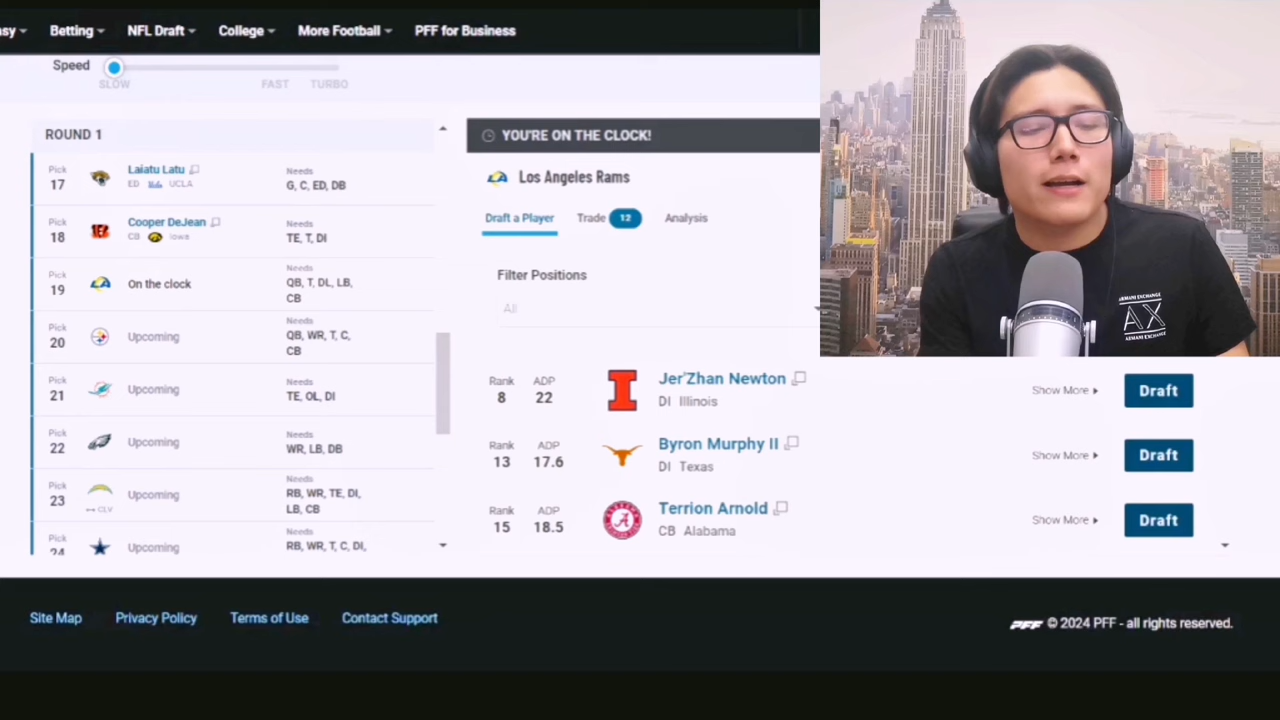 Betting NFL Draft College More Football PFF for Business
Speed
SLOW FAST TURBO
ROUND 1
Pick 17
Laiatu Latu
ED UCLA
Needs
G, C, ED, DB
Pick 18
Cooper DeJean
CB Iowa
Needs
TE, T, DI
Pick 19
On the clock
Needs
QB, T, DL, LB,
CB
Pick 20
Upcoming
Needs
QB, WR, T, C,
CB
Pick 21
Upcoming
Needs
TE, OL, DI
Pick 22
Upcoming
Needs
WR, LB, DB
Pick 23
CLV
Upcoming
Needs
RB, WR, TE, DI,
LB, CB
Pick 24
Upcoming
Needs
RB, WR, T, C, DI,
YOU'RE ON THE CLOCK!
Los Angeles Rams
Draft a Player Trade 12 Analysis
Filter Positions
All
Rank 8
ADP 22
Jer'Zhan Newton
DI Illinois
Show More
Draft
Rank 13
ADP 17.6
Byron Murphy II
DI Texas
Show More
Draft
Rank 15
ADP 18.5
Terrion Arnold
CB Alabama
Show More
Draft
ARMANI EXCHANGE
AX
ARMANI EXCHANGE
Site Map Privacy Policy Terms of Use Contact Support
PFF © 2024 PFF - all rights reserved.